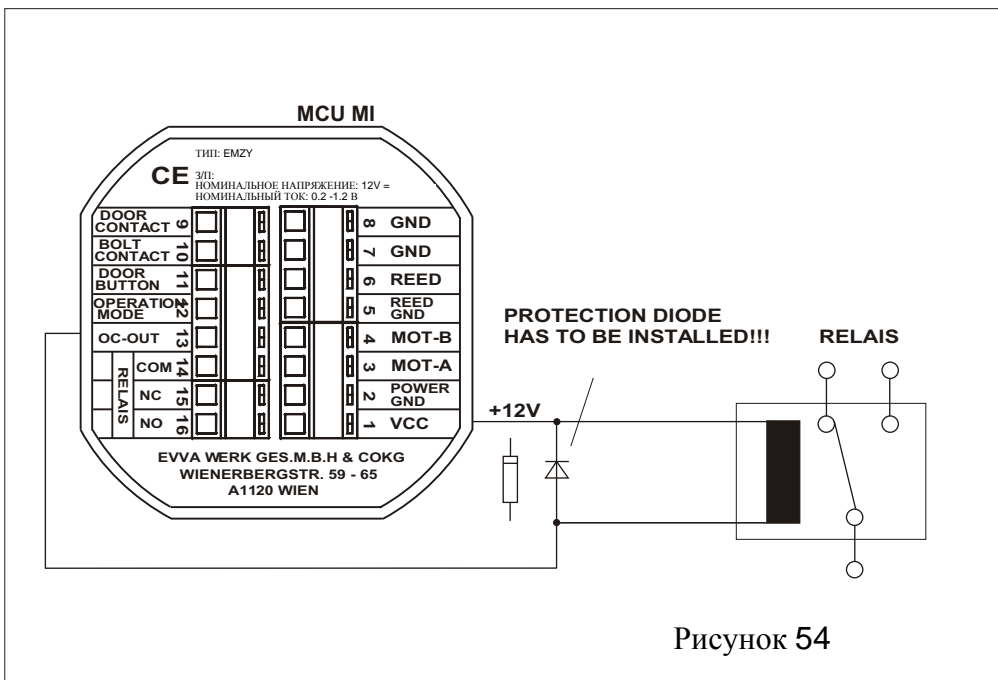 MCU MI
ТИП: EMZY
CE
З/П:
НОМИНАЛЬНОЕ НАПРЯЖЕНИЕ: 12V =
НОМИНАЛЬНЫЙ ТОК: 0.2 -1.2 В
DOOR
CONTACT 9
BOLT
CONTACT 10
DOOR
BUTTON 11
OPERATION
MODE 12
OC-OUT 13
RELAIS
COM 14
NC 15
NO 16
8 GND
7 GND
6 REED
5 REED
GND
4 MOT-B
3 MOT-A
2 POWER
GND
1 VCC
EVVA WERK GES.M.B.H & COKG
WIENERBERGSTR. 59 - 65
A1120 WIEN
PROTECTION DIODE
HAS TO BE INSTALLED!!!
RELAIS
+12V
Рисунок 54